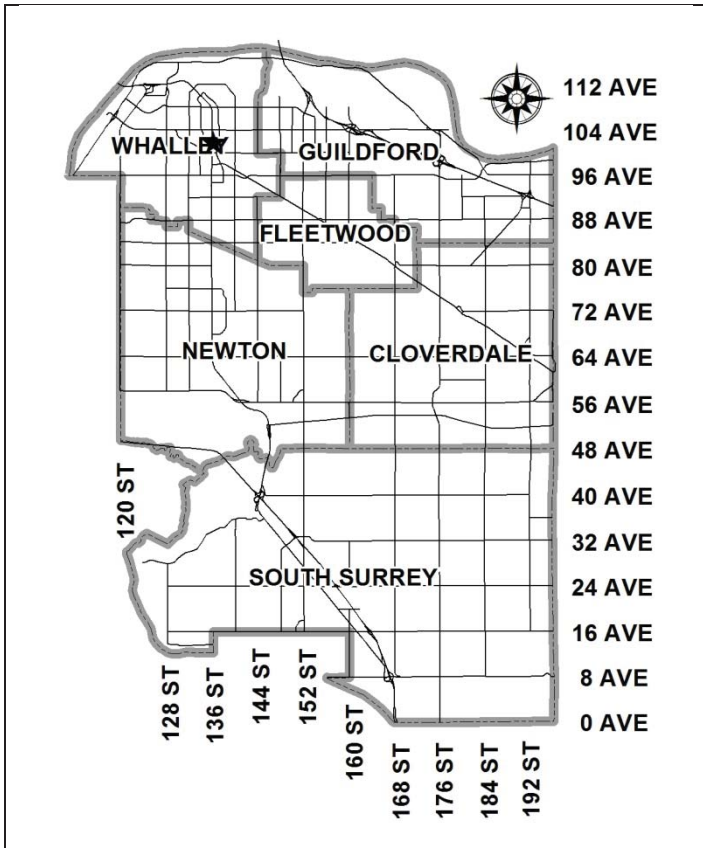 112 AVE
104 AVE
WHALLEY
GUILDFORD
96 AVE
88 AVE
FLEETWOOD
80 AVE
72 AVE
NEWTON
CLOVERDALE
64 AVE
56 AVE
48 AVE
120 ST
40 AVE
32 AVE
SOUTH SURREY
24 AVE
16 AVE
8 AVE
128 ST
136 ST
144 ST
152 ST
160 ST
0 AVE
168 ST
176 ST
184 ST
192 ST